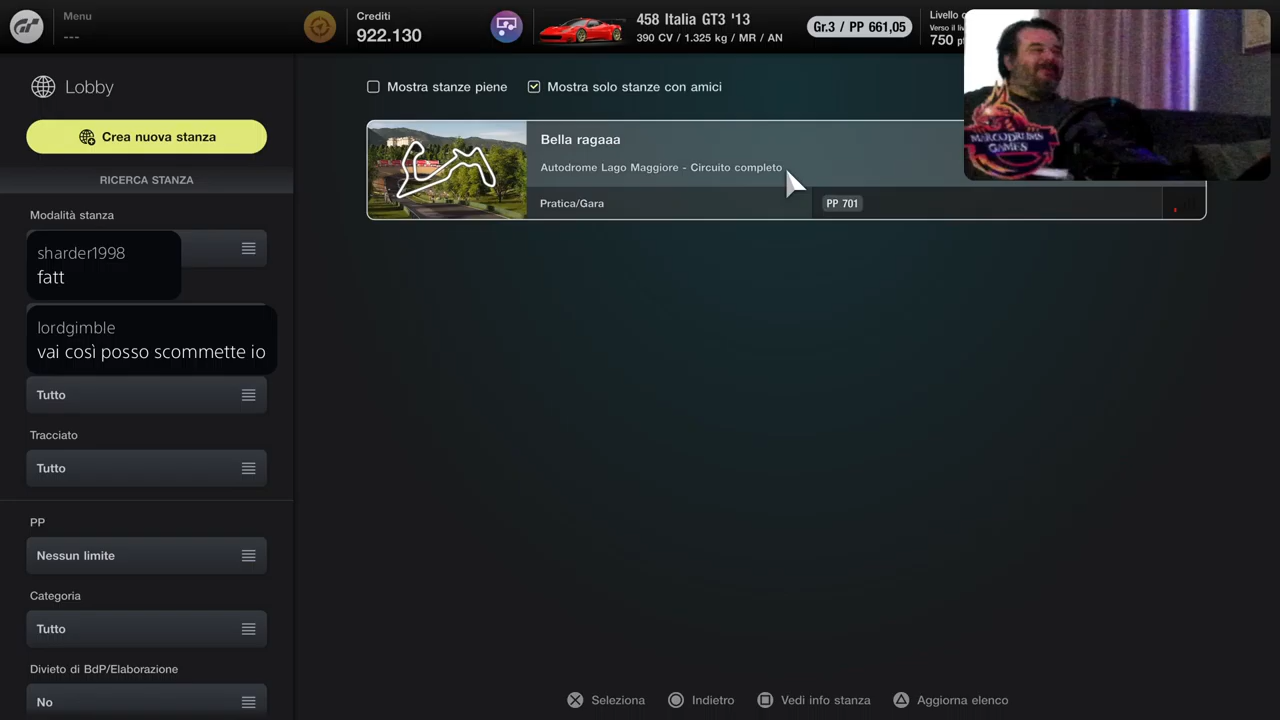 Menu
---
Crediti
922.130
458 Italia GT3 '13
390 CV / 1.325 kg / MR / AN
Gr.3 / PP 661,05
Livello
Verso il
750
Lobby
Crea nuova stanza
RICERCA STANZA
Modalità stanza
sharder1998
fatt
lordgimble
vai così posso scommette io
Tutto
Tracciato
Tutto
PP
Nessun limite
Categoria
Tutto
Divieto di BdP/Elaborazione
No
Mostra stanze piene
Mostra solo stanze con amici
Bella ragaaa
Autodrome Lago Maggiore - Circuito completo
Pratica/Gara
PP 701
MARCODRUMS
GAMES
Seleziona
Indietro
Vedi info stanza
Aggiorna elenco